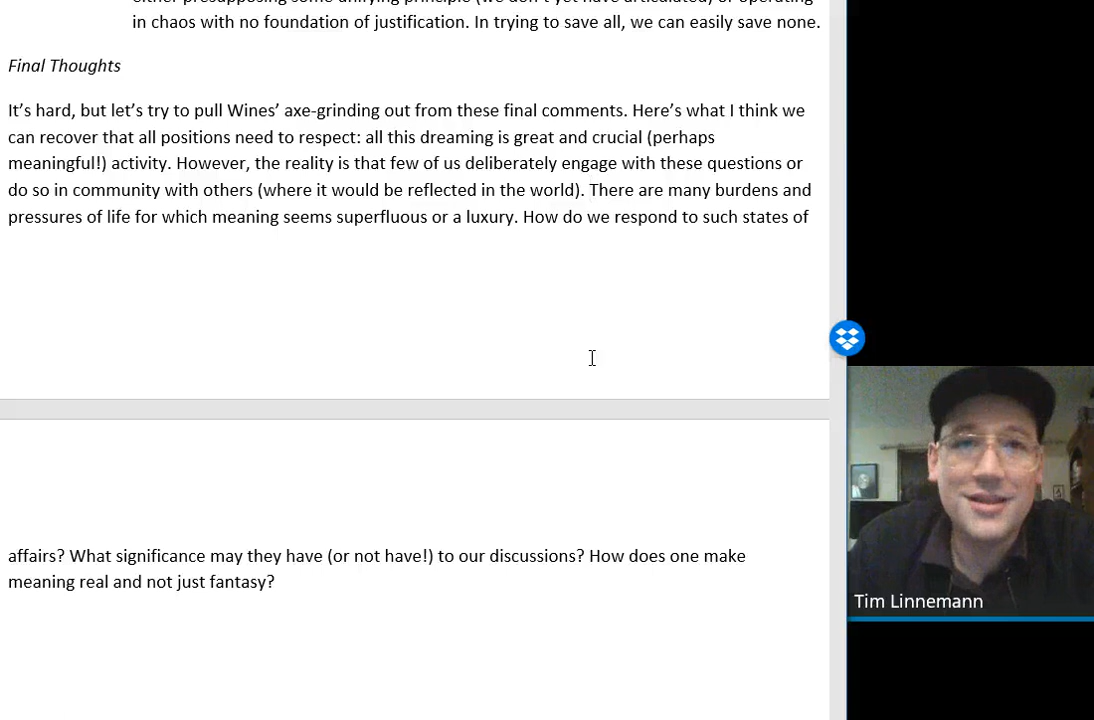 in chaos with no foundation of justification. In trying to save all, we can easily save none.
Final Thoughts
It’s hard, but let’s try to pull Wines’ axe-grinding out from these final comments. Here’s what I think we
can recover that all positions need to respect: all this dreaming is great and crucial (perhaps
meaningful!) activity. However, the reality is that few of us deliberately engage with these questions or
do so in community with others (where it would be reflected in the world). There are many burdens and
pressures of life for which meaning seems superfluous or a luxury. How do we respond to such states of
affairs? What significance may they have (or not have!) to our discussions? How does one make
meaning real and not just fantasy?
Tim Linnemann